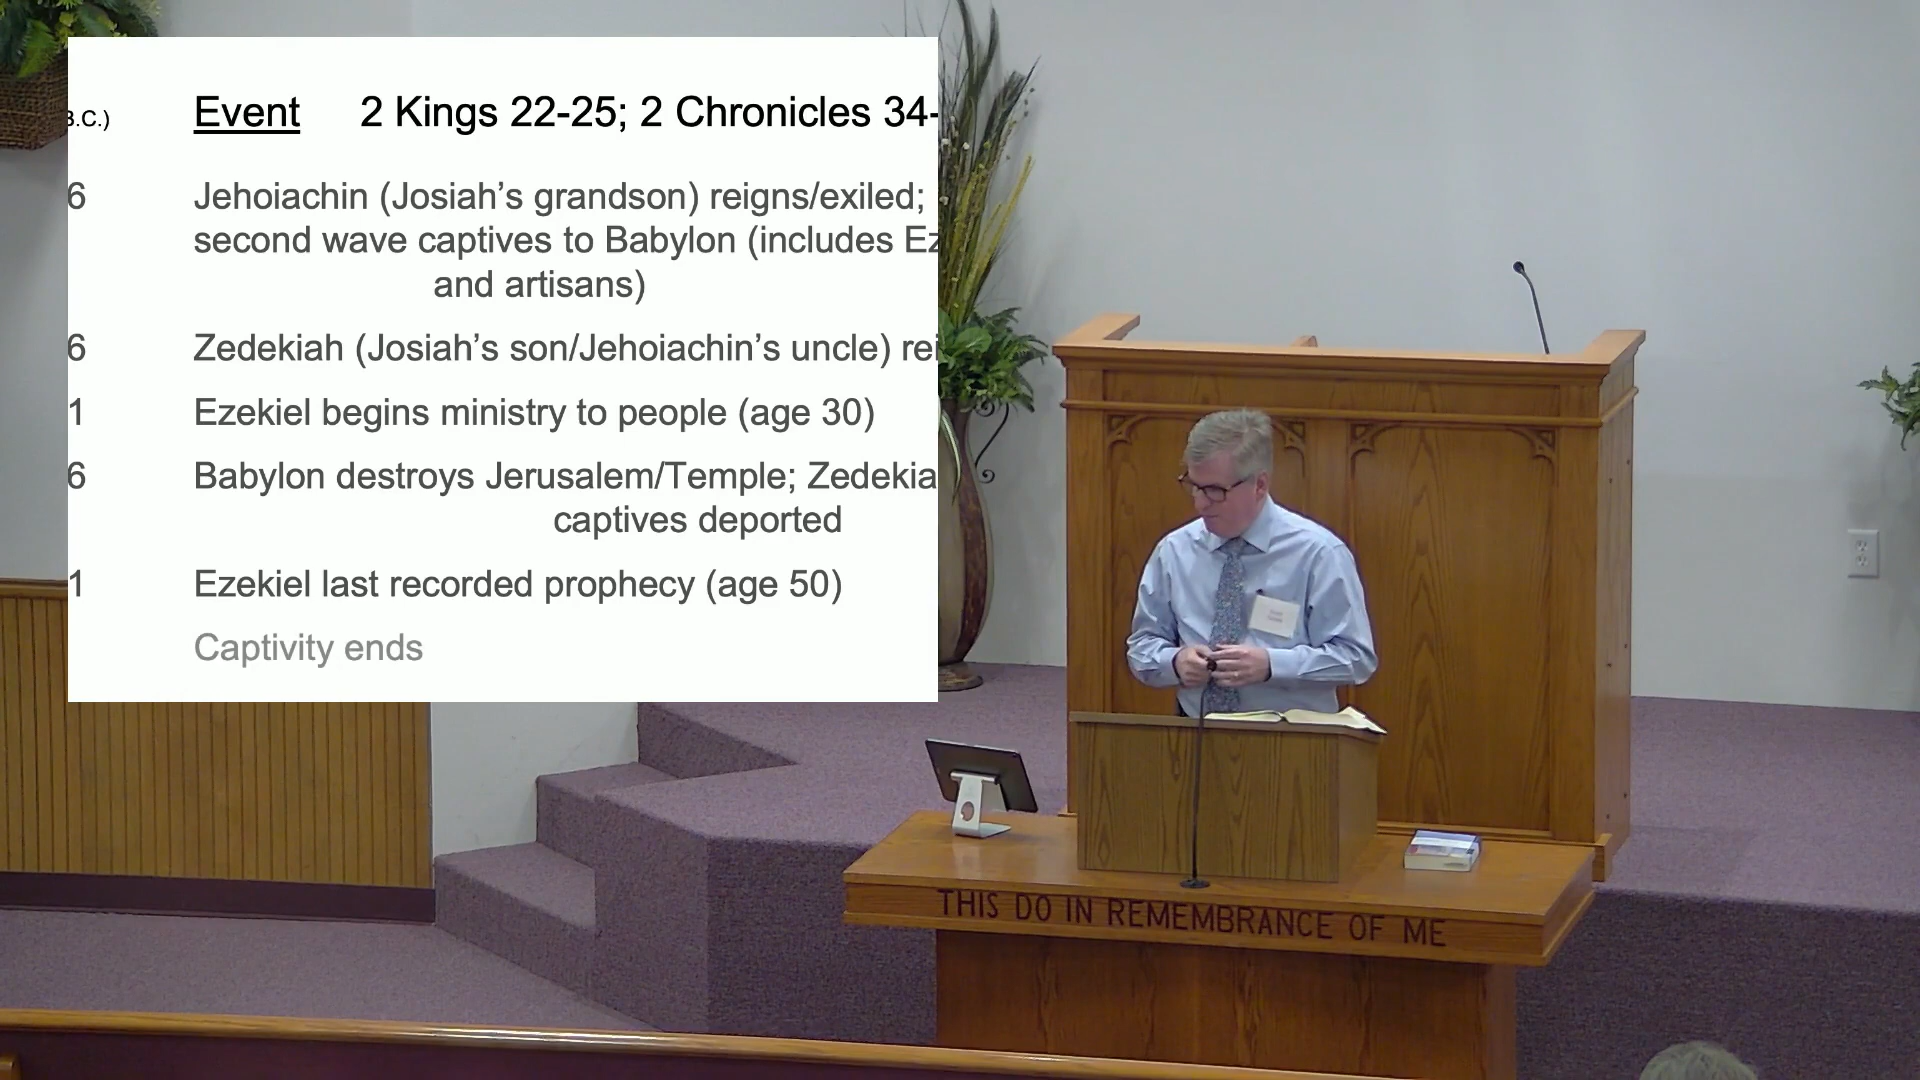 B.C.) Event 2 Kings 22-25; 2 Chronicles 34-
6 Jehoiachin (Josiah’s grandson) reigns/exiled;
second wave captives to Babylon (includes Ez
and artisans)
6 Zedekiah (Josiah’s son/Jehoiachin’s uncle) rei
1 Ezekiel begins ministry to people (age 30)
6 Babylon destroys Jerusalem/Temple; Zedekia
captives deported
1 Ezekiel last recorded prophecy (age 50)
Captivity ends
THIS DO IN REMEMBRANCE OF ME